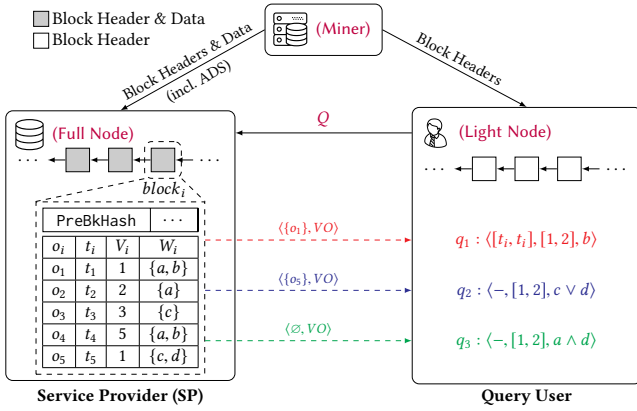 Block Header & Data
Block Header
(Miner)
Block Headers & Data
(incl. ADS)
Block Headers
(Full Node)
Q
(Light Node)
··· ···
block_i
··· ···
PreBkHash ···
o_i t_i V_i W_i
o_1 t_1 1 {a, b}
o_2 t_2 2 {a}
o_3 t_3 3 {c}
o_4 t_4 5 {a, b}
o_5 t_5 1 {c, d}
⟨{o_1}, VO⟩
⟨{o_5}, VO⟩
⟨∅, VO⟩
q_1 : ⟨[t_i, t_i], [1, 2], b⟩
q_2 : ⟨−, [1, 2], c ∨ d⟩
q_3 : ⟨−, [1, 2], a ∧ d⟩
Service Provider (SP)
Query User